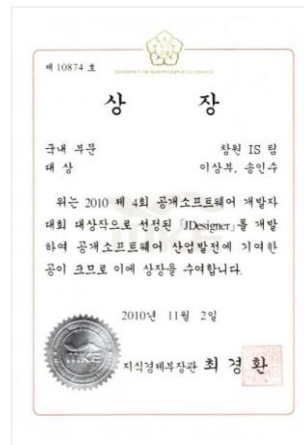 제 10874 호
MINISTRY OF KNOWLEDGE ECONOMY
상 장
국내 부문 창원 IS 팀
대 상 이상부, 송인수
위는 2010 제 4회 공개소프트웨어 개발자
대회 대상작으로 선정된 『JDesigner』를 개발
하여 공개소프트웨어 산업발전에 기여한
공이 크므로 이에 상장을 수여합니다.
2010년 11월 2일
MKE
지식경제부장관 최 경 환